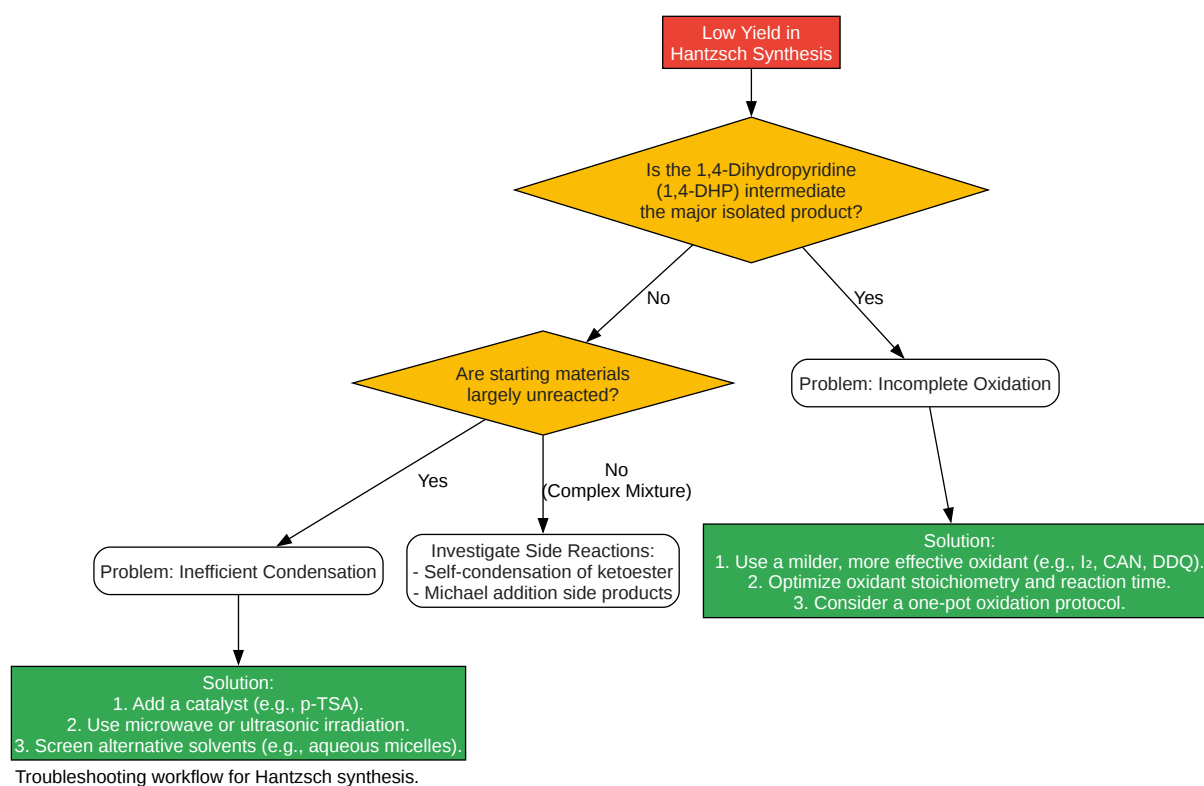 Low Yield in
Hantzsch Synthesis
Is the 1,4-Dihydropyridine
(1,4-DHP) intermediate
the major isolated product?
No
Yes
Are starting materials
largely unreacted?
Problem: Incomplete Oxidation
Yes
No
(Complex Mixture)
Problem: Inefficient Condensation
Investigate Side Reactions:
- Self-condensation of ketoester
- Michael addition side products
Solution:
1. Use a milder, more effective oxidant (e.g., I₂, CAN, DDQ).
2. Optimize oxidant stoichiometry and reaction time.
3. Consider a one-pot oxidation protocol.
Solution:
1. Add a catalyst (e.g., p-TSA).
2. Use microwave or ultrasonic irradiation.
3. Screen alternative solvents (e.g., aqueous micelles).
Troubleshooting workflow for Hantzsch synthesis.